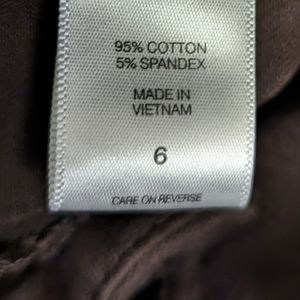 95% COTTON
5% SPANDEX
MADE IN
VIETNAM
6
CARE ON REVERSE